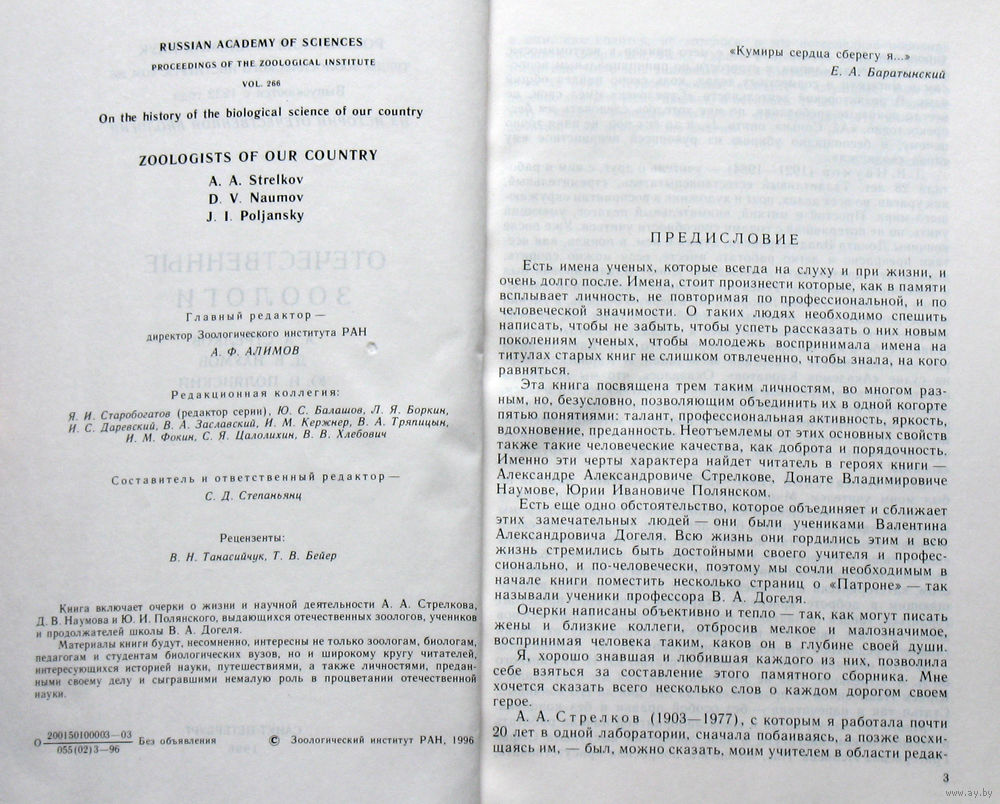 RUSSIAN ACADEMY OF SCIENCES
PROCEEDINGS OF THE ZOOLOGICAL INSTITUTE
VOL. 266
On the history of the biological science of our country
ZOOLOGISTS OF OUR COUNTRY
A. A. Strelkov
D. V. Naumov
J. I. Poljansky
Главный редактор —
директор Зоологического института РАН
А. Ф. АЛИМОВ
Редакционная коллегия:
Я. И. Старобогатов (редактор серии), Ю. С. Балашов, Л. Я. Боркин,
И. С. Даревский, В. А. Заславский, И. М. Кержнер, В. А. Тряпицын,
И. М. Фокин, С. Я. Цалолихин, В. В. Хлебович
Составитель и ответственный редактор —
С. Д. Степаньянц
Рецензенты:
В. Н. Танасийчук, Т. В. Бейер
Книга включает очерки о жизни и научной деятельности А. А. Стрелкова,
Д. В. Наумова и Ю. И. Полянского, выдающихся отечественных зоологов, учеников
и продолжателей школы В. А. Догеля.
Материалы книги будут, несомненно, интересны не только зоологам, биологам,
педагогам и студентам биологических вузов, но и широкому кругу читателей,
интересующихся историей науки, путешествиями, а также личностями, предан-
ными своему делу и сыгравшими немалую роль в процветании отечественной
науки.
О 200150100003—03
055(02)3—96 Без объявления © Зоологический институт РАН, 1996
«Кумиры сердца сберегу я...»
Е. А. Баратынский
ПРЕДИСЛОВИЕ
Есть имена ученых, которые всегда на слуху и при жизни, и
очень долго после. Имена, стоит произнести которые, как в памяти
всплывает личность, не повторимая по профессиональной, и по
человеческой значимости. О таких людях необходимо спешить
написать, чтобы не забыть, чтобы успеть рассказать о них новым
поколениям ученых, чтобы молодежь воспринимала имена на
титулах старых книг не слишком отвлеченно, чтобы знала, на кого
равняться.
Эта книга посвящена трем таким личностям, во многом раз-
ным, но, безусловно, позволяющим объединить их в одной когорте
пятью понятиями: талант, профессиональная активность, яркость,
вдохновение, преданность. Неотъемлемы от этих основных свойств
также такие человеческие качества, как доброта и порядочность.
Именно эти черты характера найдет читатель в героях книги —
Александре Александровиче Стрелкове, Донате Владимировиче
Наумове, Юрии Ивановиче Полянском.
Есть еще одно обстоятельство, которое объединяет и сближает
этих замечательных людей — они были учениками Валентина
Александровича Догеля. Всю жизнь они гордились этим и всю
жизнь стремились быть достойными своего учителя и профес-
сионально, и по-человечески, поэтому мы сочли необходимым в
начале книги поместить несколько страниц о «Патроне» — так
называли ученики профессора В. А. Догеля.
Очерки написаны объективно и тепло — так, как могут писать
жены и близкие коллеги, отбросив мелкое и малозначимое,
воспринимая человека таким, каков он в глубине своей души.
Я, хорошо знавшая и любившая каждого из них, позволила
себе взяться за составление этого памятного сборника. Мне
хочется сказать всего несколько слов о каждом дорогом своем
герое.
А. А. Стрелков (1903—1977), с которым я работала почти
20 лет в одной лаборатории, сначала побаиваясь, а позже восхи-
щаясь им, — был, можно сказать, моим учителем в области редак-
3
www.ay.by